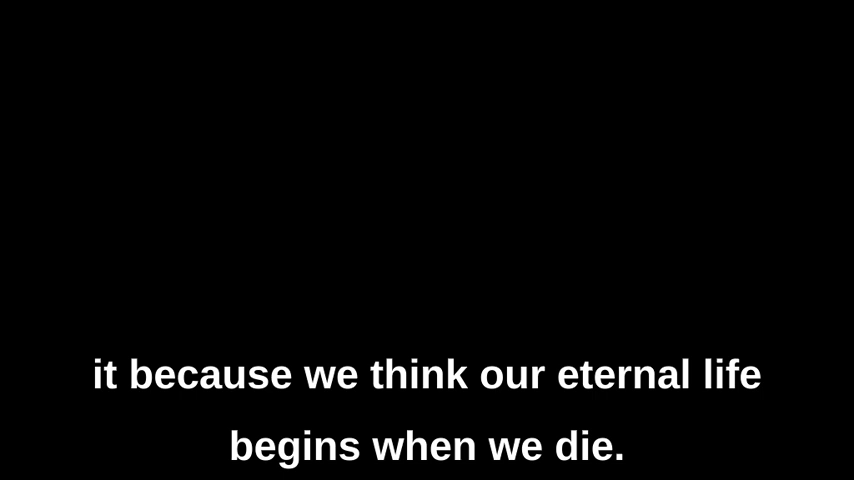 it because we think our eternal life
begins when we die.